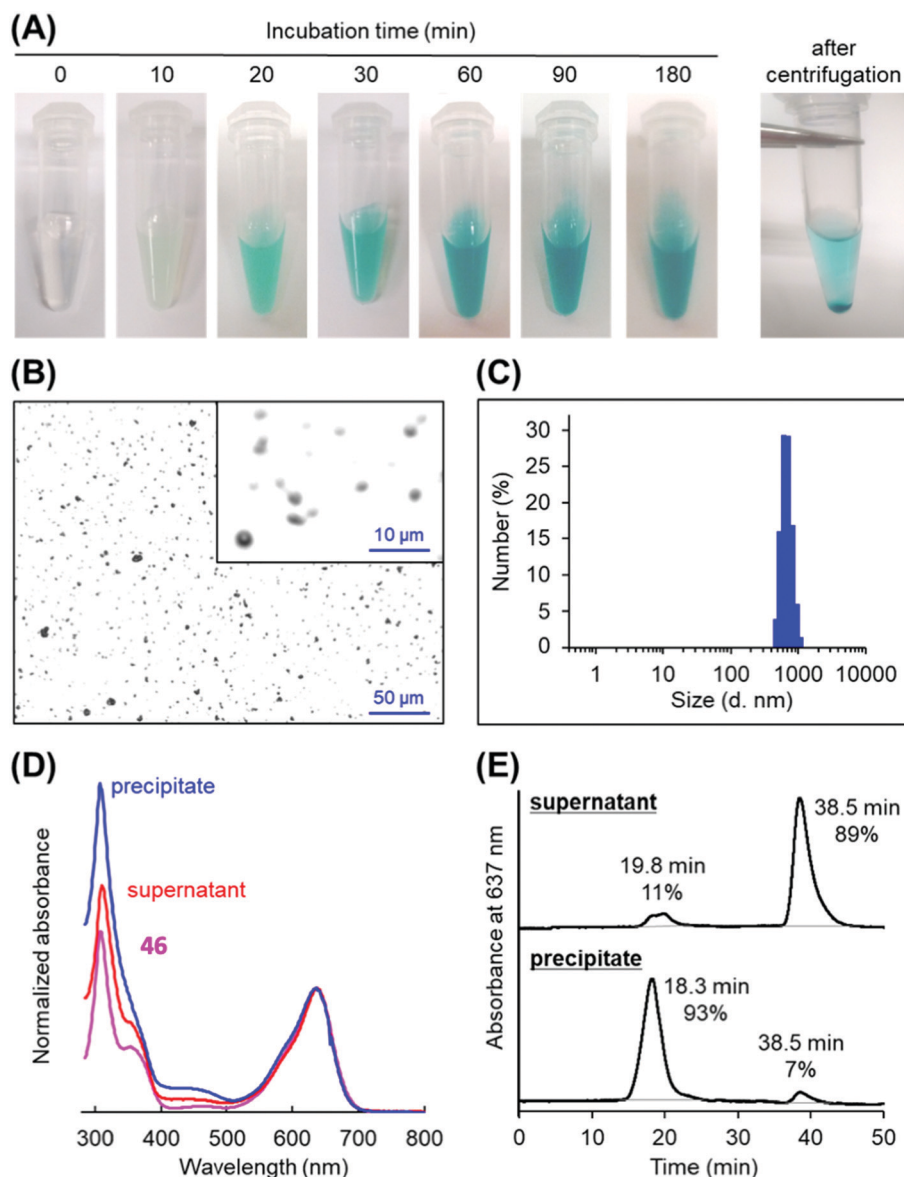 (A)
Incubation time (min)
0 10 20 30 60 90 180
after
centrifugation
(B)
10 µm
50 µm
(C)
Number (%)
30
25
20
15
10
5
0
1 10 100 1000 10000
Size (d. nm)
(D)
precipitate
supernatant
46
Normalized absorbance
300 400 500 600 700 800
Wavelength (nm)
(E)
Absorbance at 637 nm
supernatant
38.5 min
89%
19.8 min
11%
precipitate
18.3 min
93%
38.5 min
7%
0 10 20 30 40 50
Time (min)